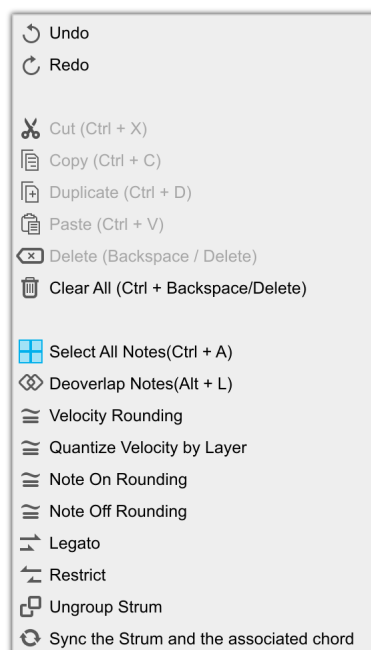 Undo
Redo
Cut (Ctrl + X)
Copy (Ctrl + C)
Duplicate (Ctrl + D)
Paste (Ctrl + V)
Delete (Backspace / Delete)
Clear All (Ctrl + Backspace/Delete)
Select All Notes(Ctrl + A)
Deoverlap Notes(Alt + L)
Velocity Rounding
Quantize Velocity by Layer
Note On Rounding
Note Off Rounding
Legato
Restrict
Ungroup Strum
Sync the Strum and the associated chord